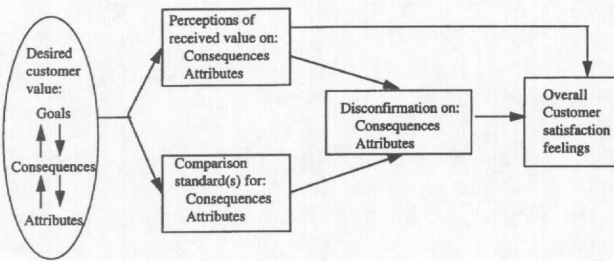 Desired
customer
value:
Goals
Consequences
Attributes
Perceptions of
received value on:
Consequences
Attributes
Comparison
standard(s) for:
Consequences
Attributes
Disconfirmation on:
Consequences
Attributes
Overall
Customer
satisfaction
feelings